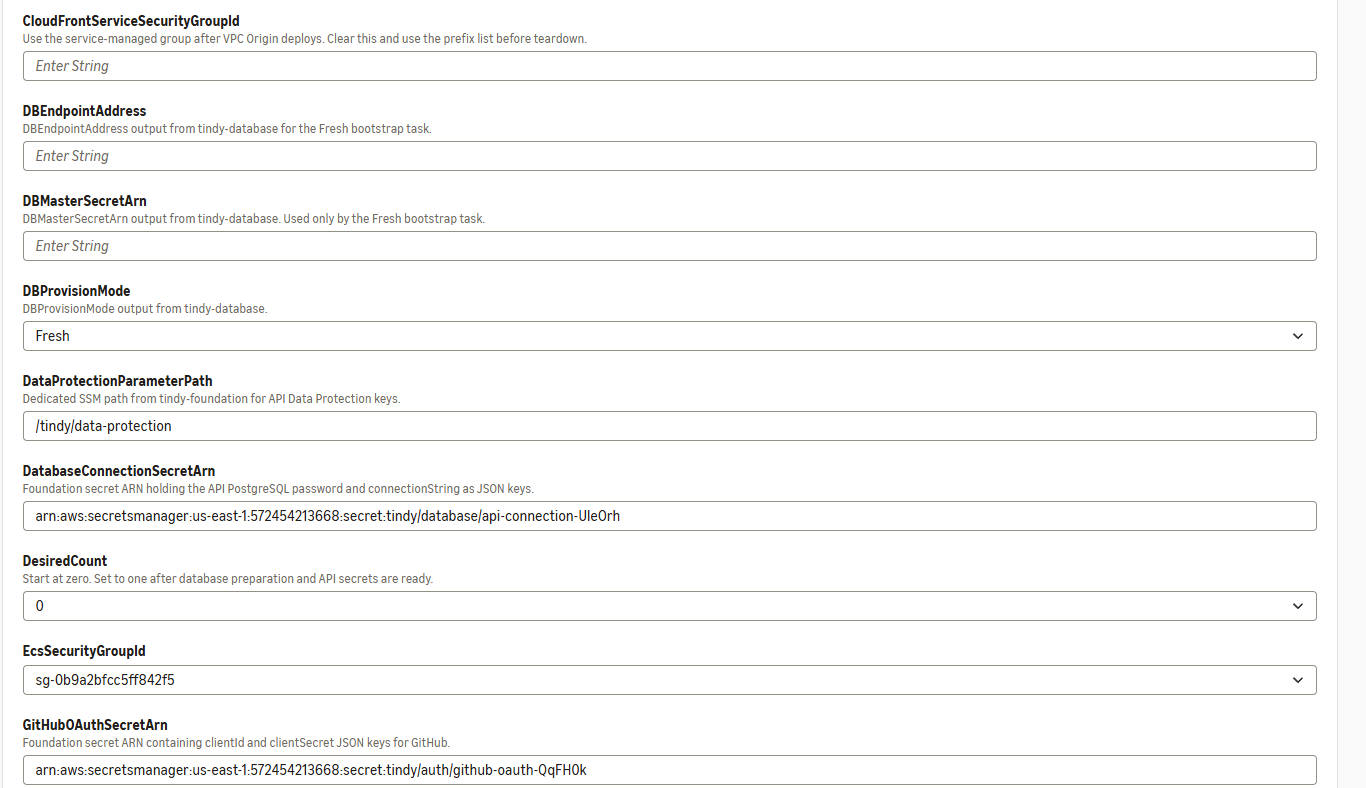 CloudFrontServiceSecurityGroupId
Use the service-managed group after VPC Origin deploys. Clear this and use the prefix list before teardown.
Enter String
DBEndpointAddress
DBEndpointAddress output from tindy-database for the Fresh bootstrap task.
Enter String
DBMasterSecretArn
DBMasterSecretArn output from tindy-database. Used only by the Fresh bootstrap task.
Enter String
DBProvisionMode
DBProvisionMode output from tindy-database.
Fresh
DataProtectionParameterPath
Dedicated SSM path from tindy-foundation for API Data Protection keys.
/tindy/data-protection
DatabaseConnectionSecretArn
Foundation secret ARN holding the API PostgreSQL password and connectionString as JSON keys.
arn:aws:secretsmanager:us-east-1:572454213668:secret:tindy/database/api-connection-UleOrh
DesiredCount
Start at zero. Set to one after database preparation and API secrets are ready.
0
EcsSecurityGroupId
sg-0b9a2bfcc5ff842f5
GitHubOAuthSecretArn
Foundation secret ARN containing clientId and clientSecret JSON keys for GitHub.
arn:aws:secretsmanager:us-east-1:572454213668:secret:tindy/auth/github-oauth-QqFH0k